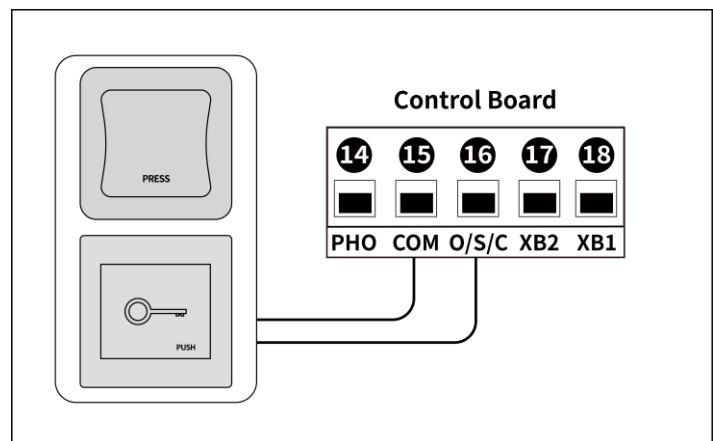 Control Board
14 15 16 17 18
PHO COM O/S/C XB2 XB1
PRESS
PUSH